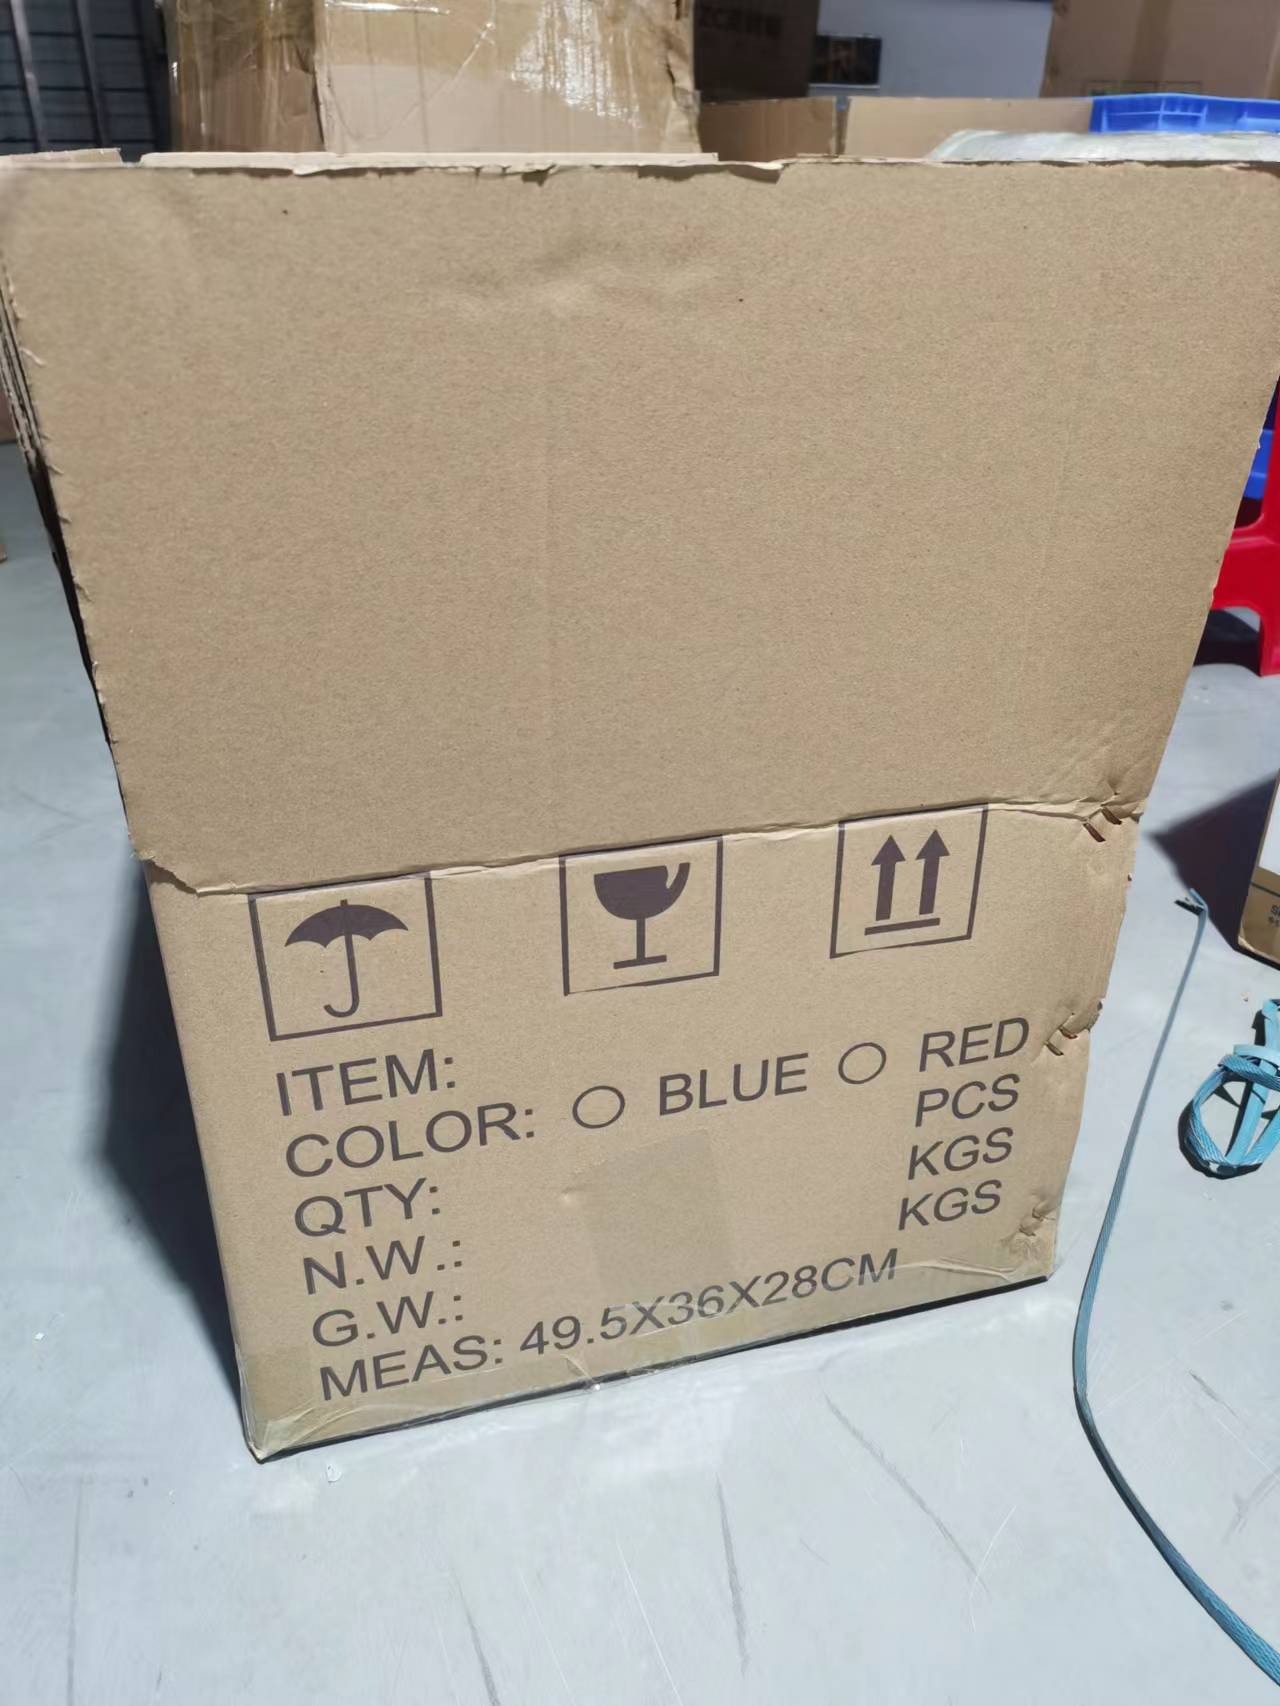 ITEM:
COLOR: ○ BLUE ○ RED
QTY: PCS
N.W.: KGS
G.W.: KGS
MEAS: 49.5X36X28CM